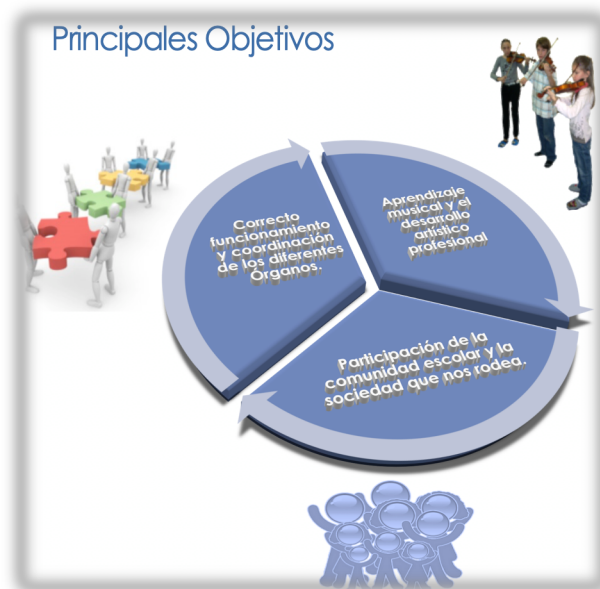 Principales Objetivos
Correcto
funcionamiento
y coordinación
de los diferentes
Órganos.
Aprendizaje
musical y el
desarrollo
artístico
profesional
Participación de la
comunidad escolar y la
sociedad que nos rodea.